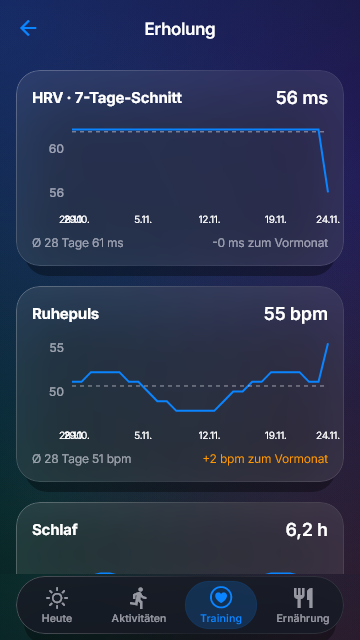 Erholung
HRV · 7-Tage-Schnitt 56 ms
60
56
5.11. 12.11. 19.11. 24.11.
Ø 28 Tage 61 ms -0 ms zum Vormonat
Ruhepuls 55 bpm
55
50
5.11. 12.11. 19.11. 24.11.
Ø 28 Tage 51 bpm +2 bpm zum Vormonat
Schlaf 6,2 h
Heute Aktivitäten Training Ernährung